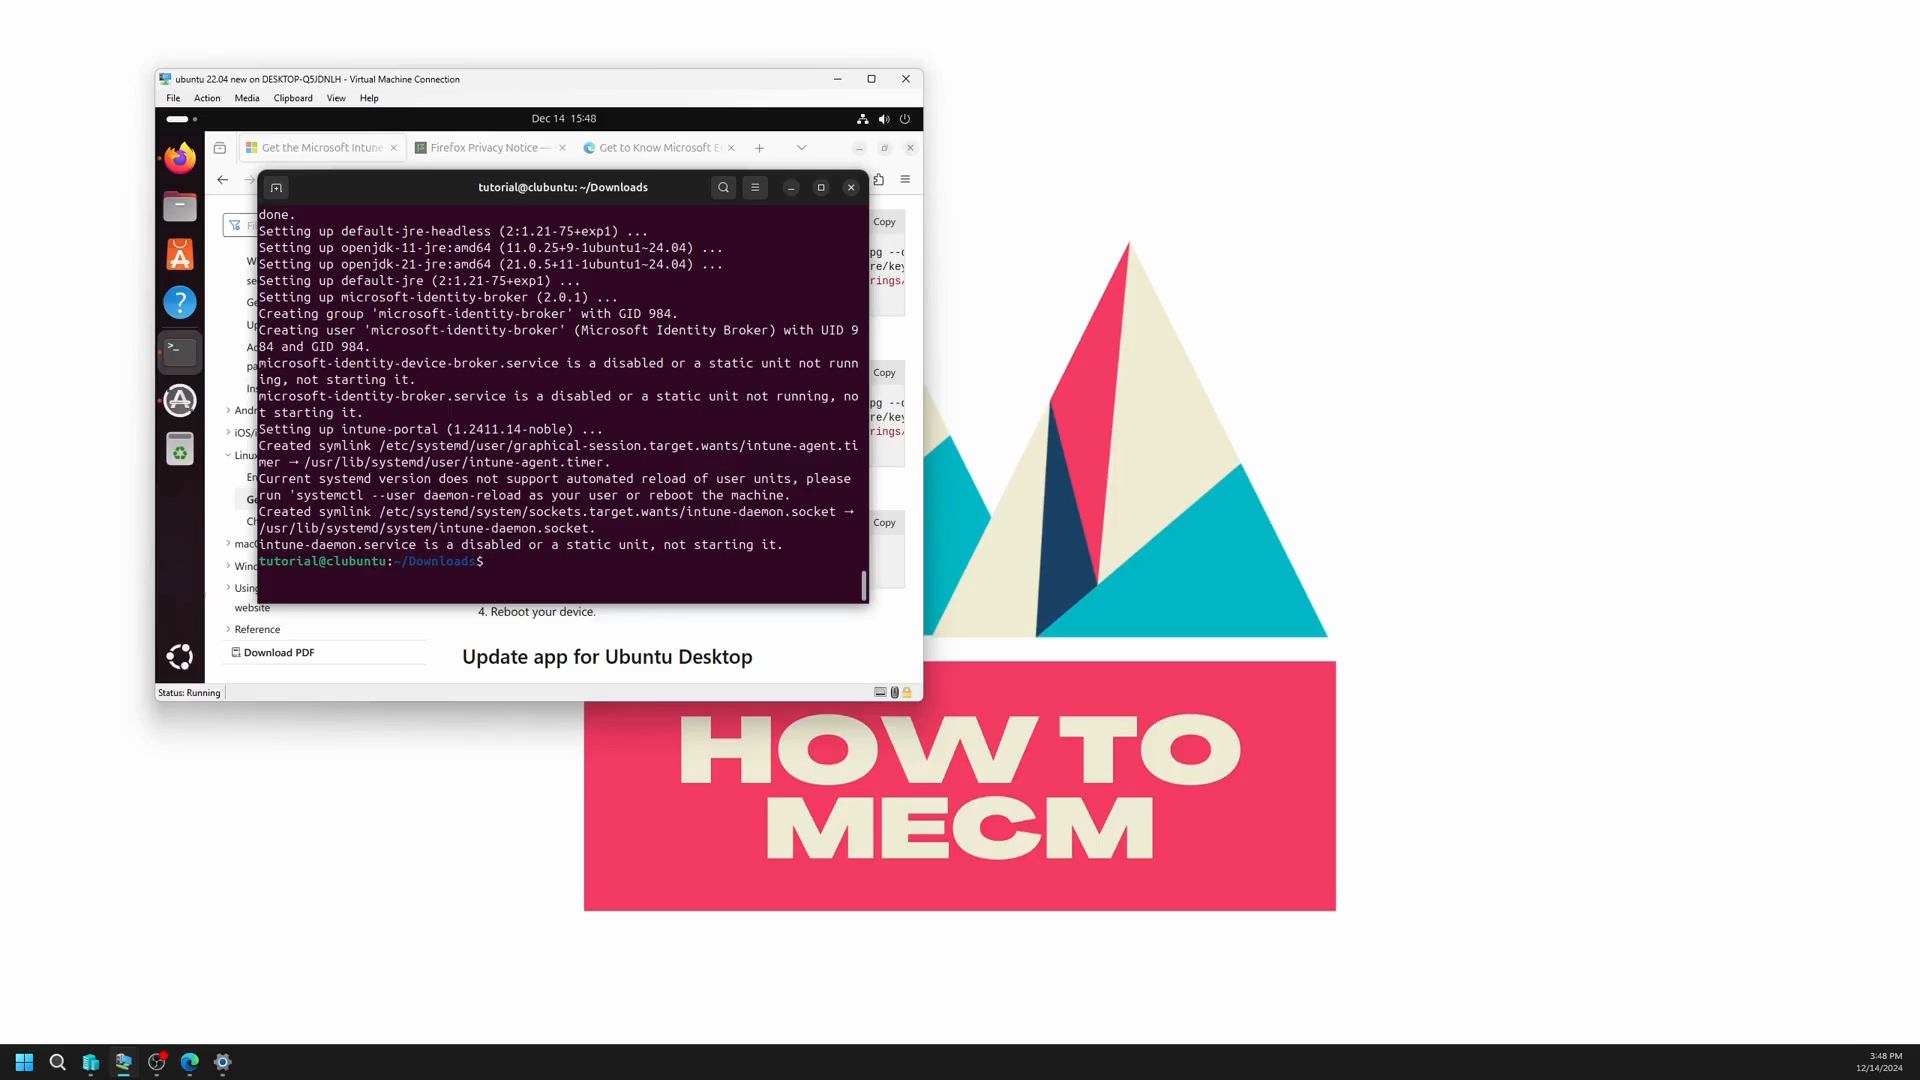 ubuntu 22.04 new on DESKTOP-Q5JDNLH - Virtual Machine Connection
File Action Media Clipboard View Help
Dec 14 15:48
Get the Microsoft Intune
Firefox Privacy Notice —
Get to Know Microsoft E
tutorial@clubuntu: ~/Downloads
done.
Setting up default-jre-headless (2:1.21-75+exp1) ...
Setting up openjdk-11-jre:amd64 (11.0.25+9-1ubuntu1~24.04) ...
Setting up openjdk-21-jre:amd64 (21.0.5+11-1ubuntu1~24.04) ...
Setting up default-jre (2:1.21-75+exp1) ...
Setting up microsoft-identity-broker (2.0.1) ...
Creating group 'microsoft-identity-broker' with GID 984.
Creating user 'microsoft-identity-broker' (Microsoft Identity Broker) with UID 9
84 and GID 984.
microsoft-identity-device-broker.service is a disabled or a static unit not runn
ing, not starting it.
microsoft-identity-broker.service is a disabled or a static unit not running, no
t starting it.
Setting up intune-portal (1.2411.14-noble) ...
Created symlink /etc/systemd/user/graphical-session.target.wants/intune-agent.ti
mer → /usr/lib/systemd/user/intune-agent.timer.
Current systemd version does not support automated reload of user units, please
run 'systemctl --user daemon-reload as your user or reboot the machine.
Created symlink /etc/systemd/system/sockets.target.wants/intune-daemon.socket →
/usr/lib/systemd/system/intune-daemon.socket.
intune-daemon.service is a disabled or a static unit, not starting it.
tutorial@clubuntu:~/Downloads$
Copy
pg --d
re/key
rings/
Copy
pg --d
re/key
rings/
Copy
Linux
Using
website
Reference
Download PDF
4. Reboot your device.
Update app for Ubuntu Desktop
Status: Running
HOW TO
MECM
3:48 PM
12/14/2024